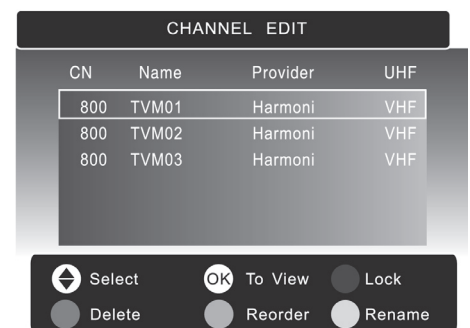 CHANNEL EDIT
CN Name Provider UHF
800 TVM01 Harmoni VHF
800 TVM02 Harmoni VHF
800 TVM03 Harmoni VHF
Select OK To View Lock
Delete Reorder Rename